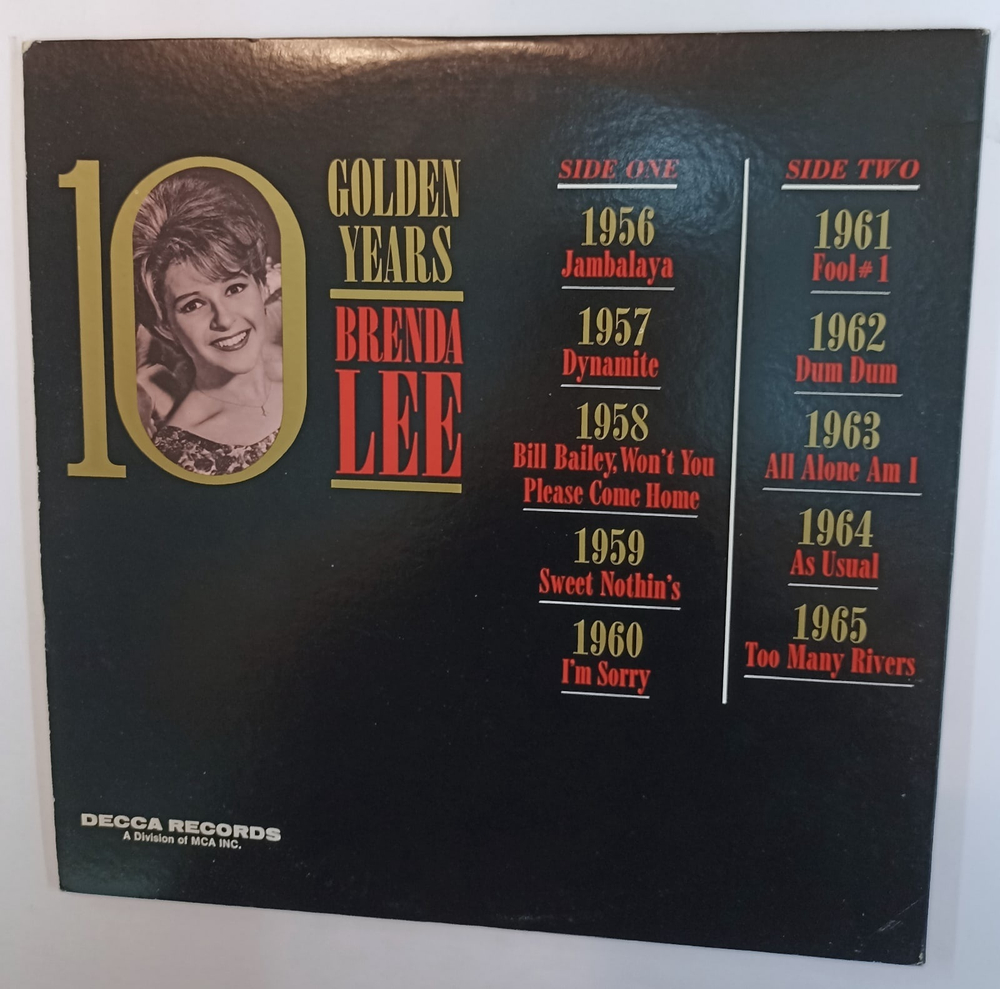 10
GOLDEN
YEARS
BRENDA
LEE
SIDE ONE
1956
Jambalaya
1957
Dynamite
1958
Bill Bailey, Won't You
Please Come Home
1959
Sweet Nothin's
1960
I'm Sorry
SIDE TWO
1961
Fool #1
1962
Dum Dum
1963
All Alone Am I
1964
As Usual
1965
Too Many Rivers
DECCA RECORDS
A Division of MCA INC.